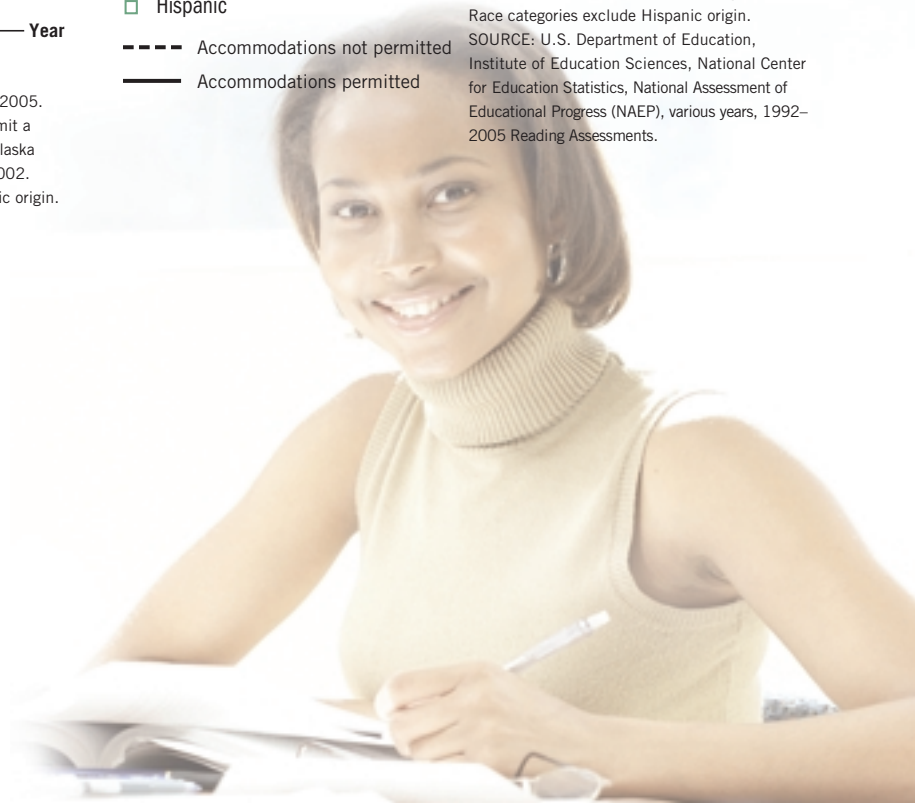 Year
2005.
mit a
laska
002.
ic origin.
Hispanic
Accommodations not permitted
Accommodations permitted
Race categories exclude Hispanic origin.
SOURCE: U.S. Department of Education,
Institute of Education Sciences, National Center
for Education Statistics, National Assessment of
Educational Progress (NAEP), various years, 1992–
2005 Reading Assessments.